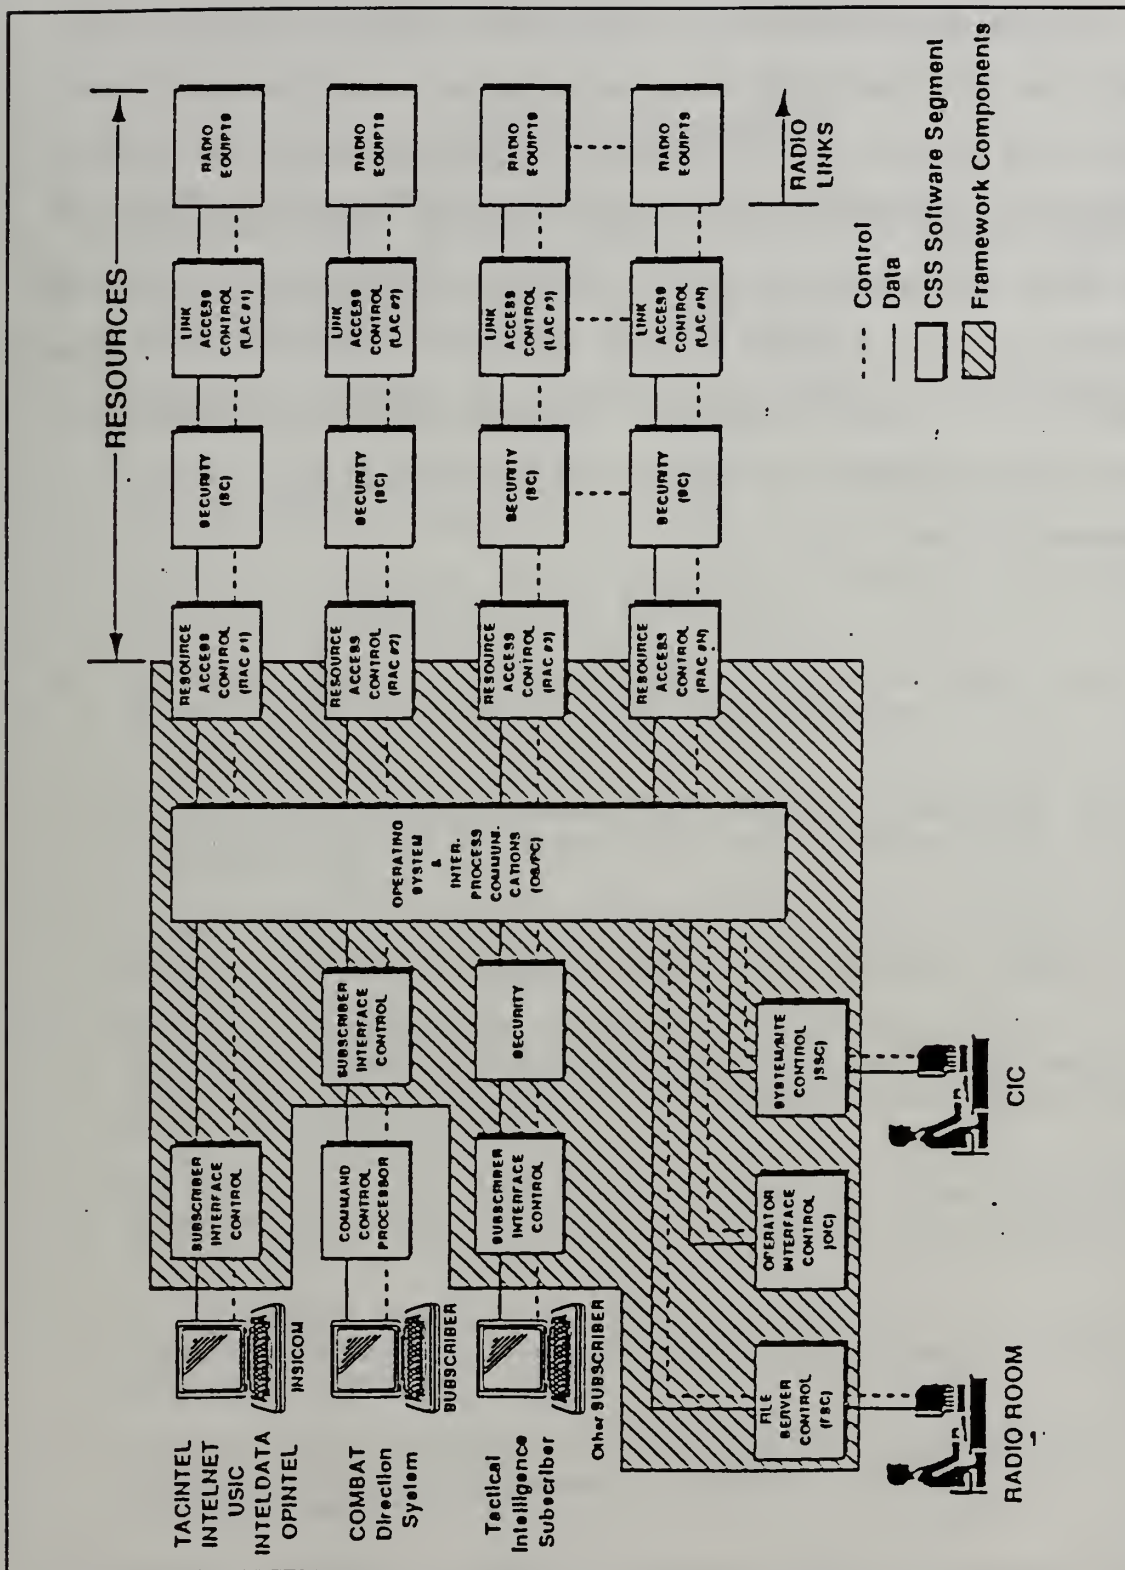 RESOURCES
TACINTEL
INTELNET
USIC
INTELDATA
OPINTEL
INSICOM
SUBSCRIBER
INTERFACE
CONTROL
OPERATING
SYSTEM
&
INTER.
PROCESS
COMMUNI-
CATIONS
(OS/IPC)
RESOURCE
ACCESS
CONTROL
(RAC #1)
SECURITY
(SC)
LINK
ACCESS
CONTROL
(LAC #1)
RADIO
EQUIPTS
COMBAT
Direction
System
SUBSCRIBER
COMMAND
CONTROL
PROCESSOR
SUBSCRIBER
INTERFACE
CONTROL
RESOURCE
ACCESS
CONTROL
(RAC #2)
SECURITY
(SC)
LINK
ACCESS
CONTROL
(LAC #2)
RADIO
EQUIPTS
Tactical
Intelligence
Subscriber
Other SUBSCRIBER
SUBSCRIBER
INTERFACE
CONTROL
SECURITY
RESOURCE
ACCESS
CONTROL
(RAC #3)
SECURITY
(SC)
LINK
ACCESS
CONTROL
(LAC #3)
RADIO
EQUIPTS
RESOURCE
ACCESS
CONTROL
(RAC #N)
SECURITY
(SC)
LINK
ACCESS
CONTROL
(LAC #N)
RADIO
EQUIPTS
FILE
SERVER
CONTROL
(FSC)
OPERATOR
INTERFACE
CONTROL
(OIC)
SYSTEM/SITE
CONTROL
(SSC)
RADIO
LINKS
RADIO ROOM
CIC
Control
Data
CSS Software Segment
Framework Components